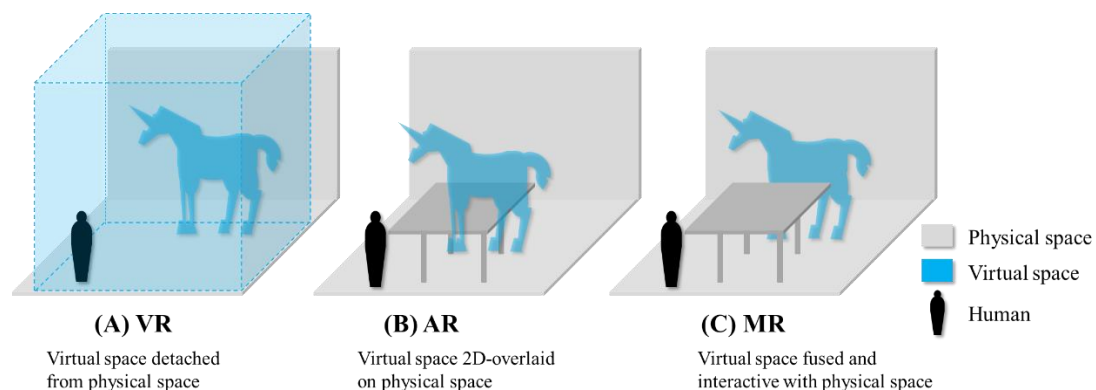 Physical space
Virtual space
Human
(A) VR
(B) AR
(C) MR
Virtual space detached
from physical space
Virtual space 2D-overlaid
on physical space
Virtual space fused and
interactive with physical space